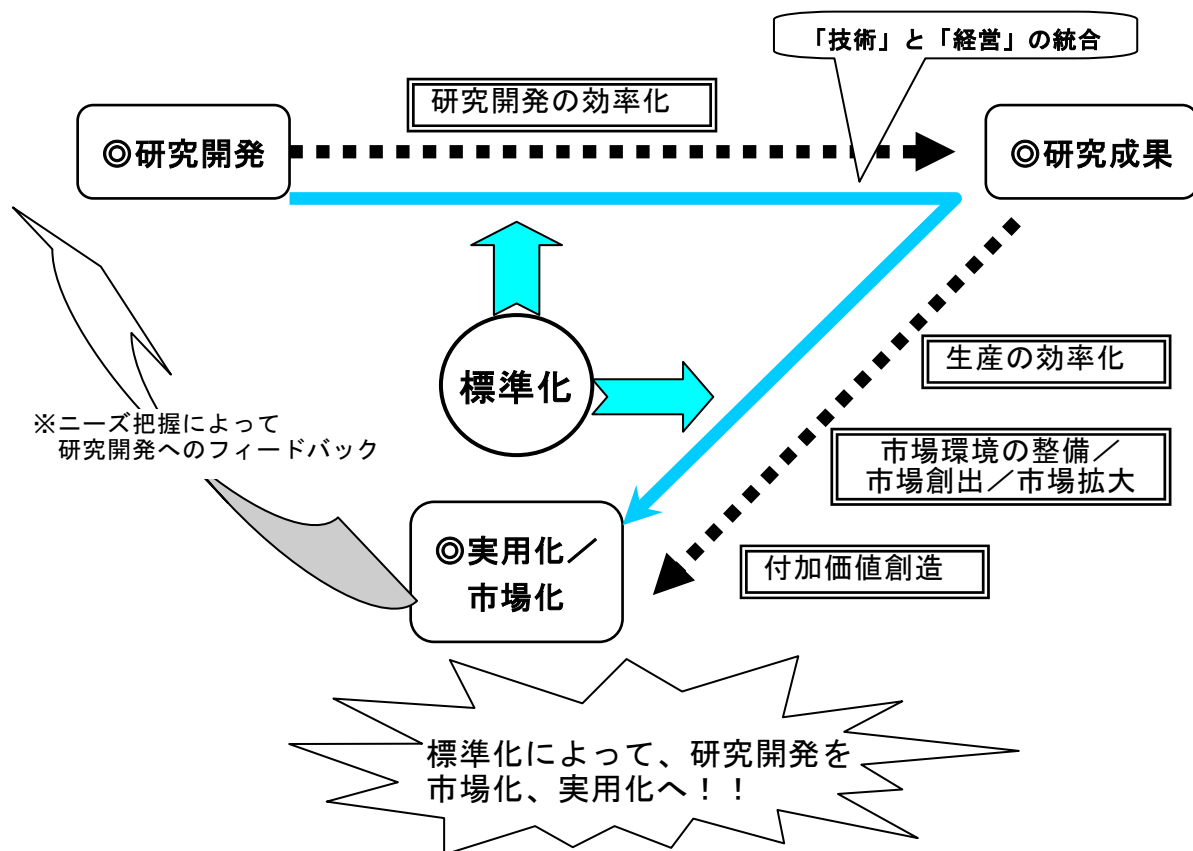 「技術」と「経営」の統合
研究開発の効率化
◎研究開発
◎研究成果
標準化
生産の効率化
※ニーズ把握によって
研究開発へのフィードバック
市場環境の整備／
市場創出／市場拡大
◎実用化／
市場化
付加価値創造
標準化によって、研究開発を
市場化、実用化へ！！